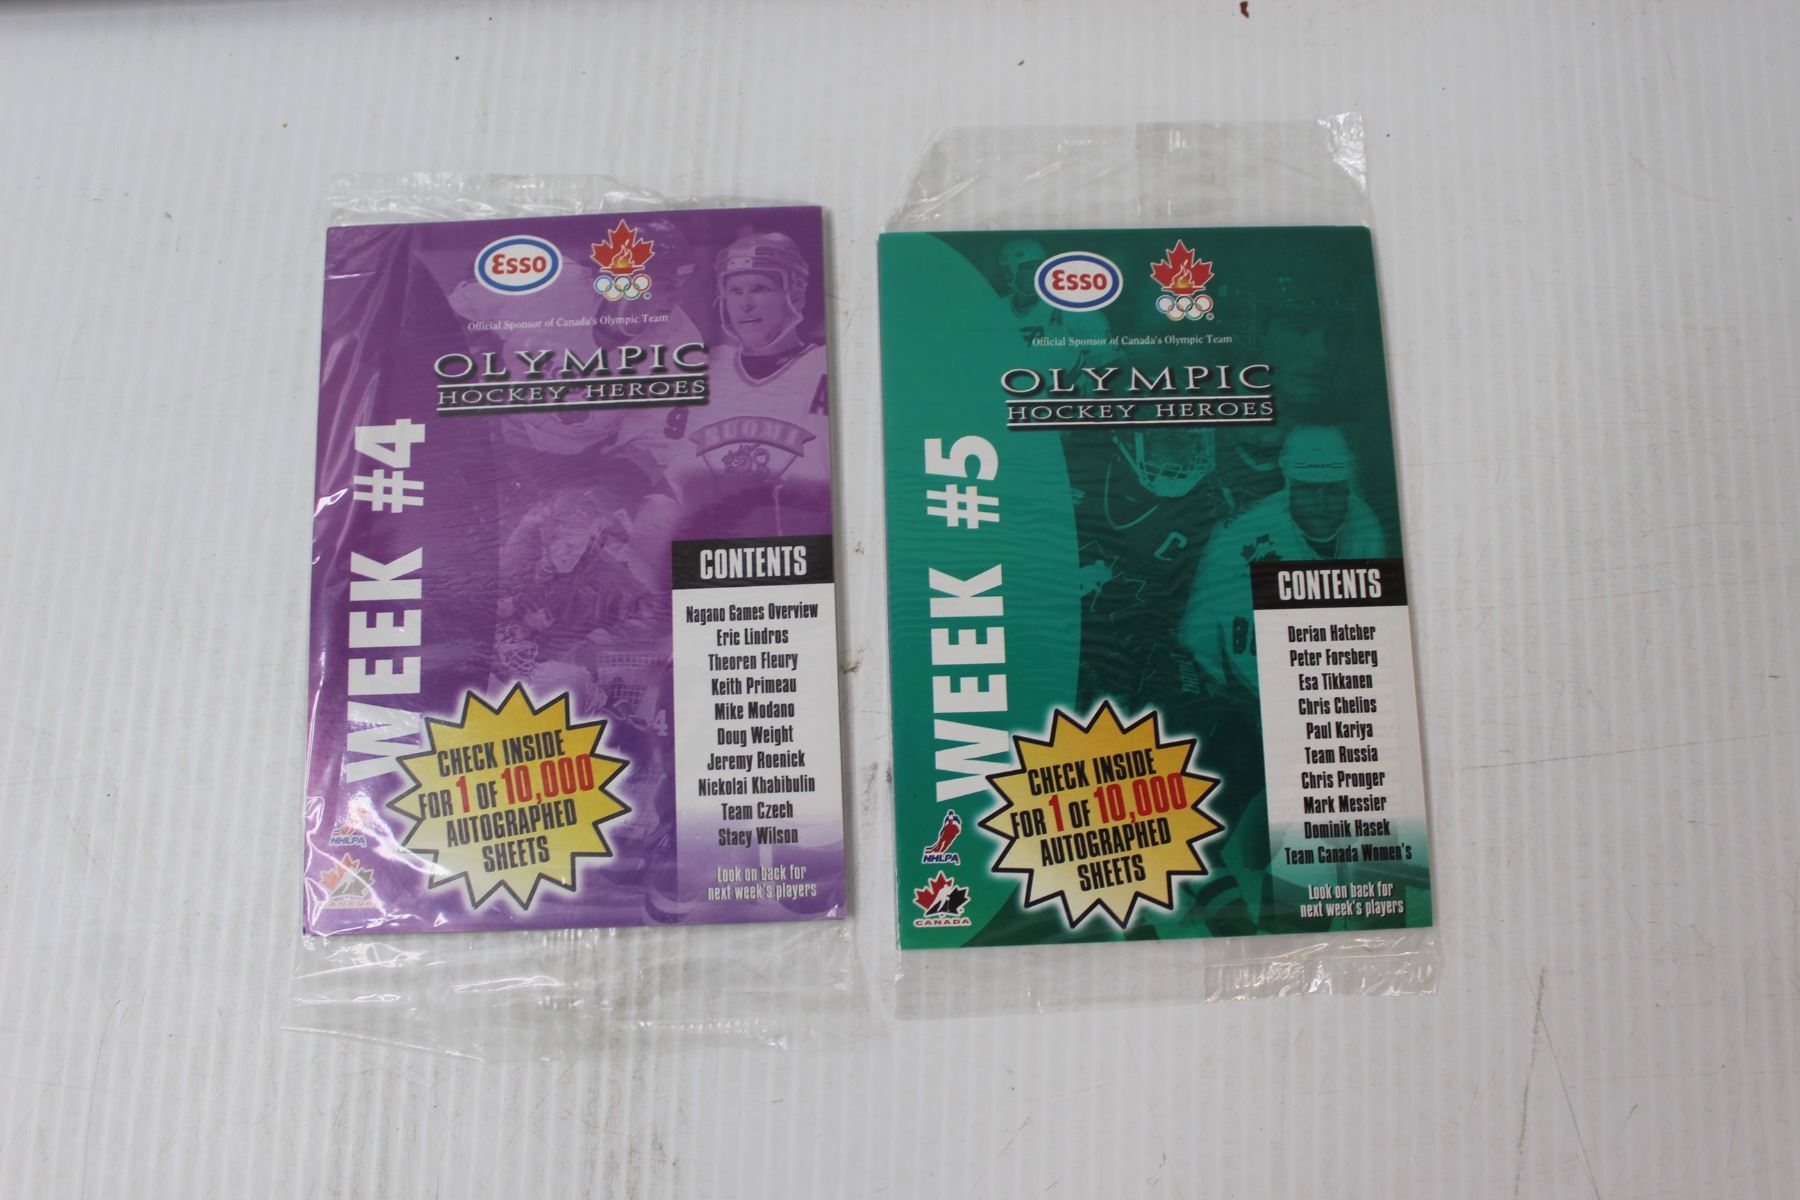 Esso
Official Sponsor of Canada's Olympic Team
OLYMPIC
HOCKEY HEROES
SUOMI
WEEK #4
CONTENTS
Nagano Games Overview
Eric Lindros
Theoren Fleury
Keith Primeau
Mike Modano
Doug Weight
Jeremy Roenick
Nickolai Khabibulin
Team Czech
Stacy Wilson
Look on back for
next week's players
CHECK INSIDE
FOR 1 OF 10,000
AUTOGRAPHED
SHEETS
NHLPA
CANADA
Esso
Official Sponsor of Canada's Olympic Team
OLYMPIC
HOCKEY HEROES
WEEK #5
CONTENTS
Derian Hatcher
Peter Forsberg
Esa Tikkanen
Chris Chelios
Paul Kariya
Team Russia
Chris Pronger
Mark Messier
Dominik Hasek
Team Canada Women's
Look on back for
next week's players
CHECK INSIDE
FOR 1 OF 10,000
AUTOGRAPHED
SHEETS
NHLPA
CANADA